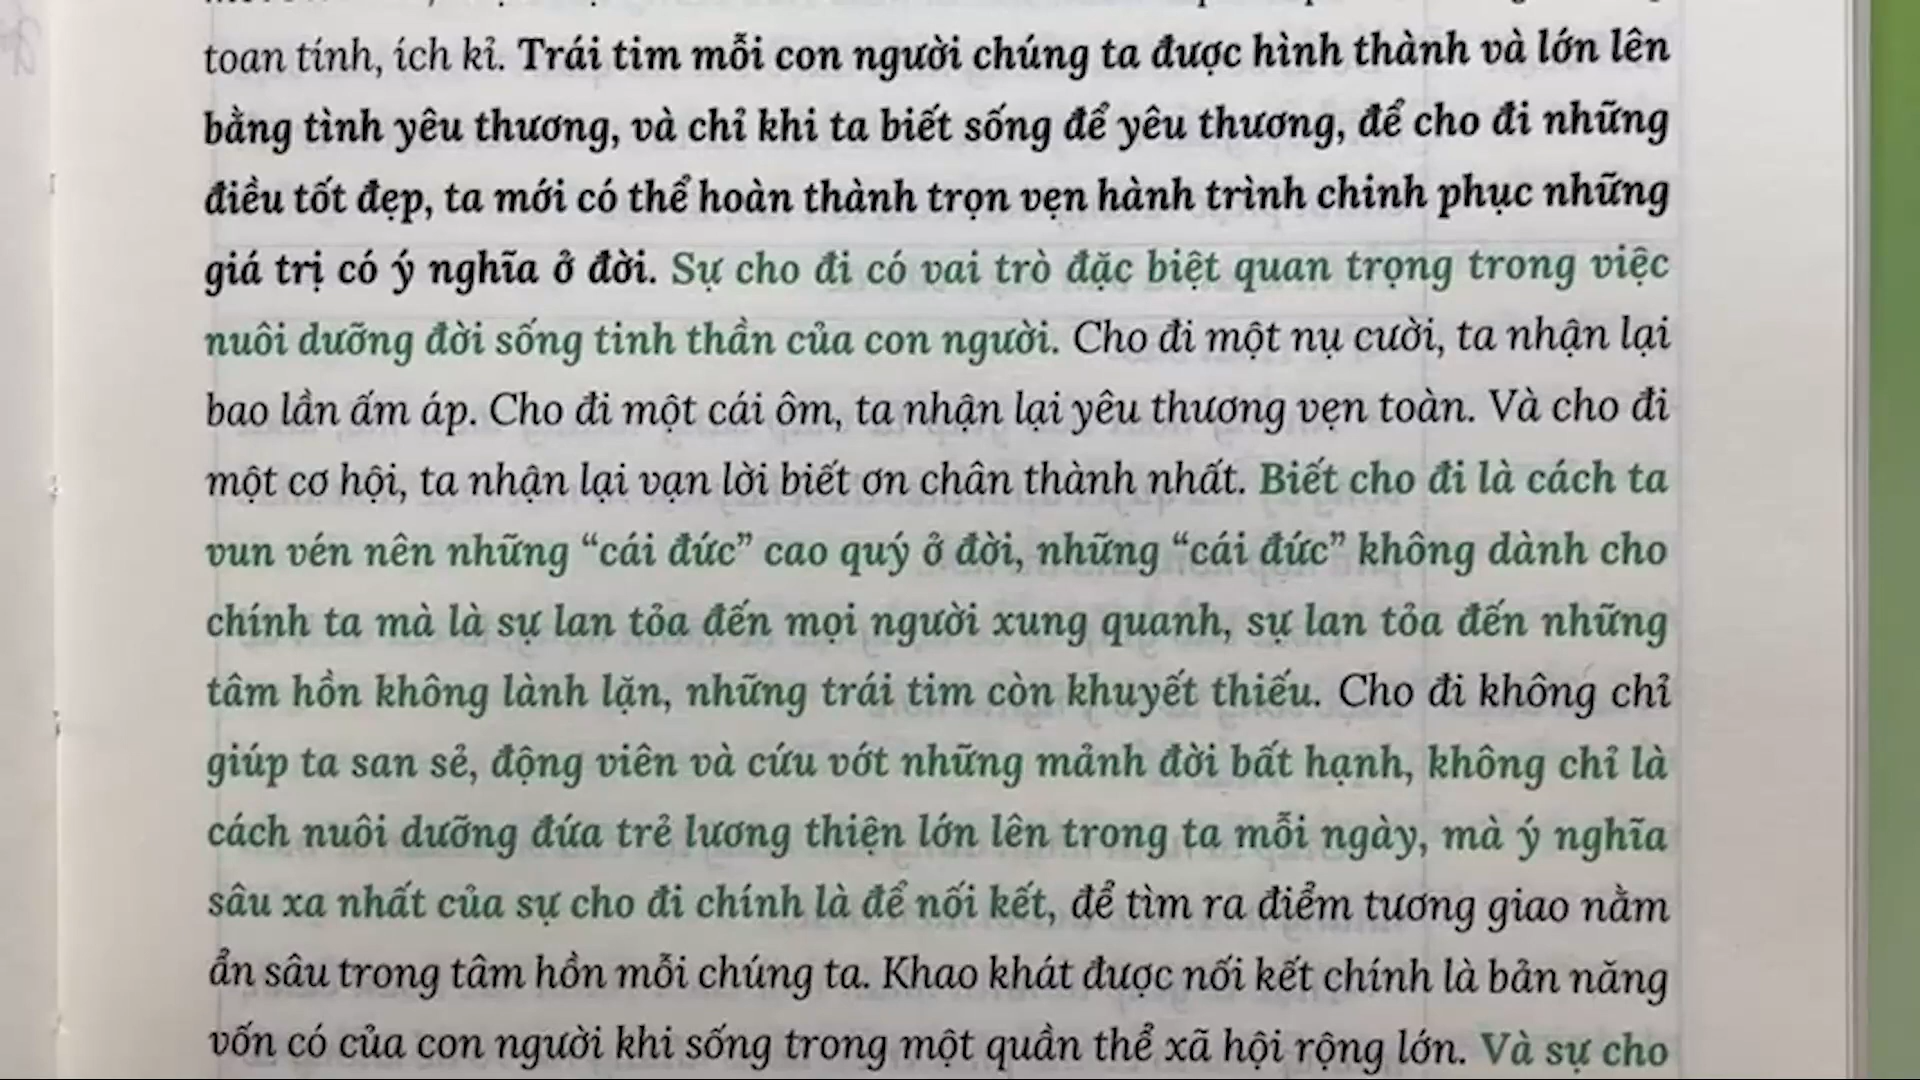 toan tính, ích kỉ. Trái tim mỗi con người chúng ta được hình thành và lớn lên
bằng tình yêu thương, và chỉ khi ta biết sống để yêu thương, để cho đi những
điều tốt đẹp, ta mới có thể hoàn thành trọn vẹn hành trình chinh phục những
giá trị có ý nghĩa ở đời. Sự cho đi có vai trò đặc biệt quan trọng trong việc
nuôi dưỡng đời sống tinh thần của con người. Cho đi một nụ cười, ta nhận lại
bao lần ấm áp. Cho đi một cái ôm, ta nhận lại yêu thương vẹn toàn. Và cho đi
một cơ hội, ta nhận lại vạn lời biết ơn chân thành nhất. Biết cho đi là cách ta
vun vén nên những “cái đức” cao quý ở đời, những “cái đức” không dành cho
chính ta mà là sự lan tỏa đến mọi người xung quanh, sự lan tỏa đến những
tâm hồn không lành lặn, những trái tim còn khuyết thiếu. Cho đi không chỉ
giúp ta san sẻ, động viên và cứu vớt những mảnh đời bất hạnh, không chỉ là
cách nuôi dưỡng đứa trẻ lương thiện lớn lên trong ta mỗi ngày, mà ý nghĩa
sâu xa nhất của sự cho đi chính là để nối kết, để tìm ra điểm tương giao nằm
ẩn sâu trong tâm hồn mỗi chúng ta. Khao khát được nối kết chính là bản năng
vốn có của con người khi sống trong một quần thể xã hội rộng lớn. Và sự cho